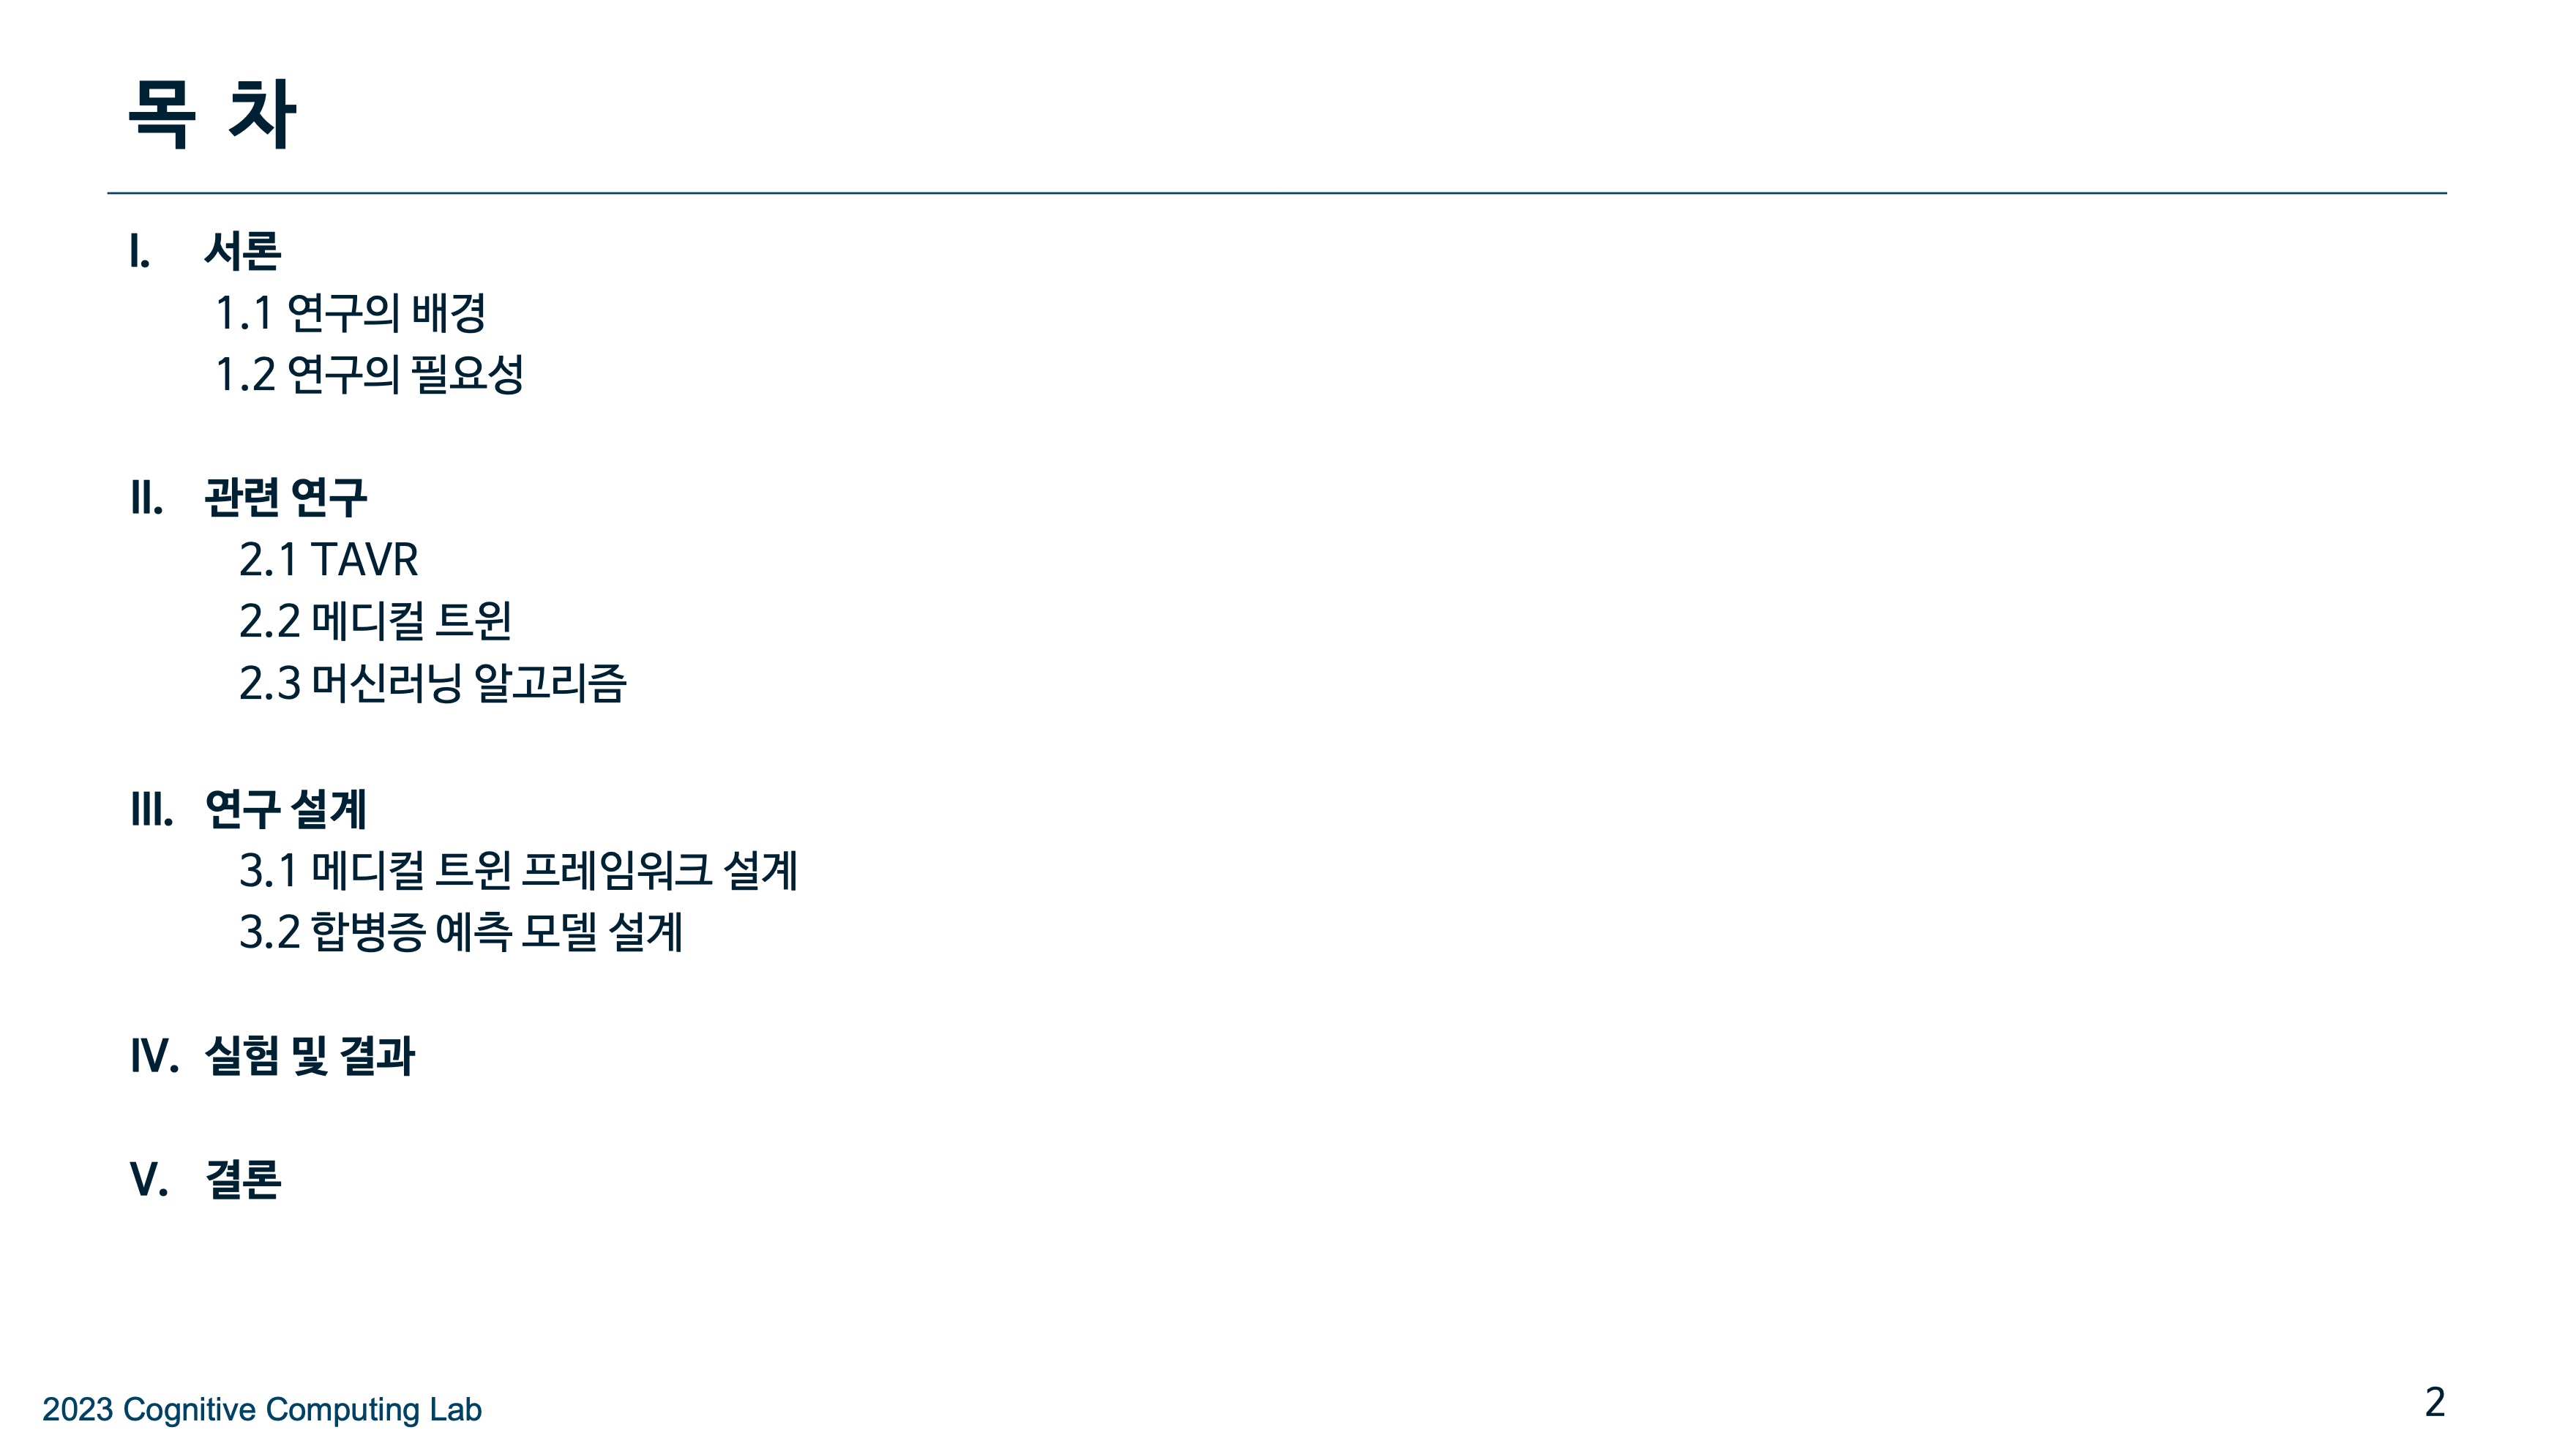 목 차
I. 서론
1.1 연구의 배경
1.2 연구의 필요성
II. 관련 연구
2.1 TAVR
2.2 메디컬 트윈
2.3 머신러닝 알고리즘
III. 연구 설계
3.1 메디컬 트윈 프레임워크 설계
3.2 합병증 예측 모델 설계
IV. 실험 및 결과
V. 결론
2023 Cognitive Computing Lab
2